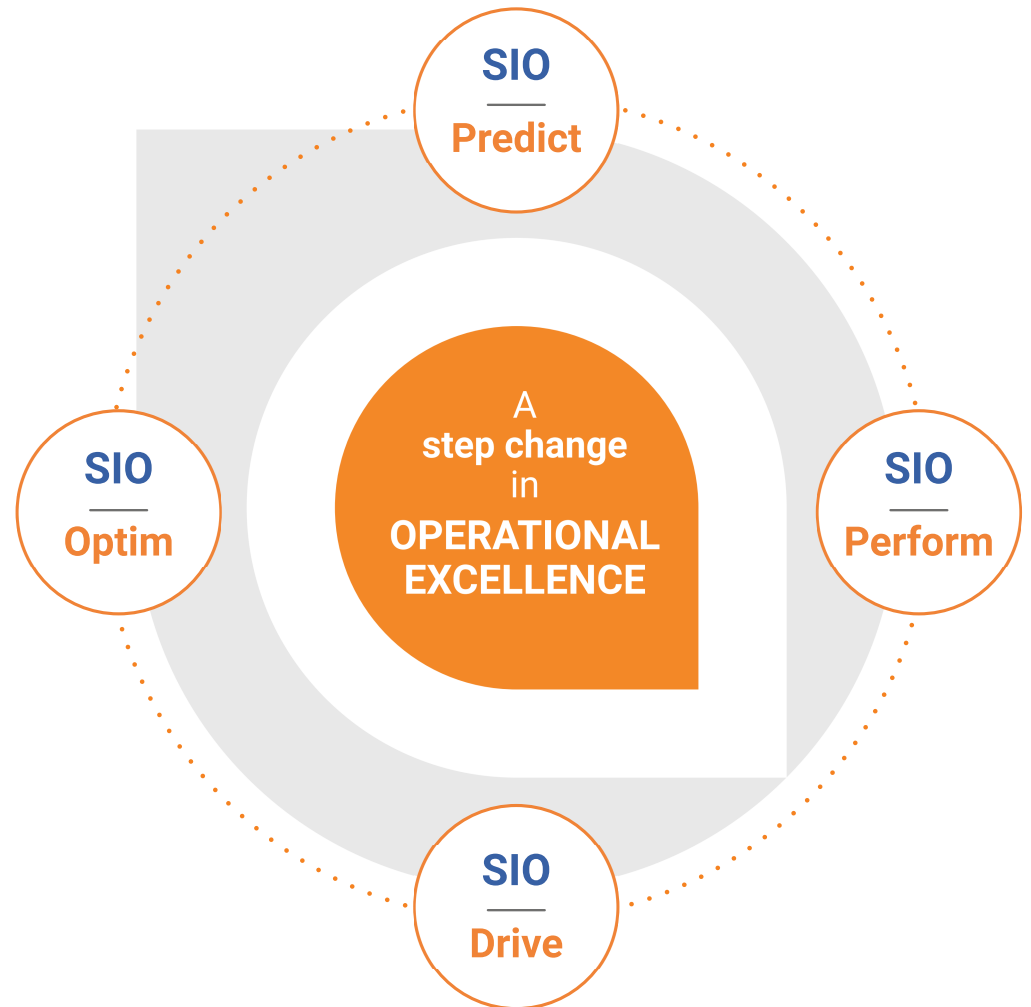 SIO
Predict
A
step change
in
OPERATIONAL
EXCELLENCE
SIO
Optim
SIO
Perform
SIO
Drive